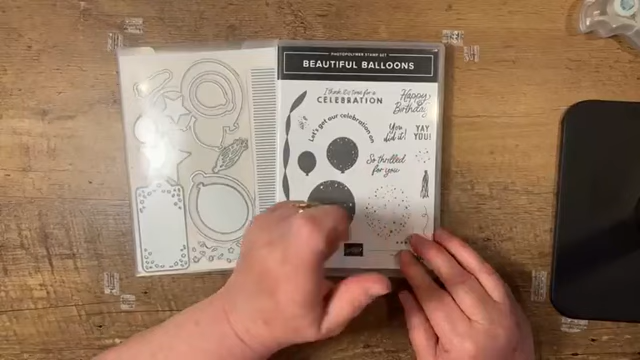 PHOTOPOLYMER STAMP SET
BEAUTIFUL BALLOONS
I think it's time for a
CELEBRATION
Happy
Birthday
Let's get our celebration on
You
did it!
YAY
YOU!
So thrilled
for you